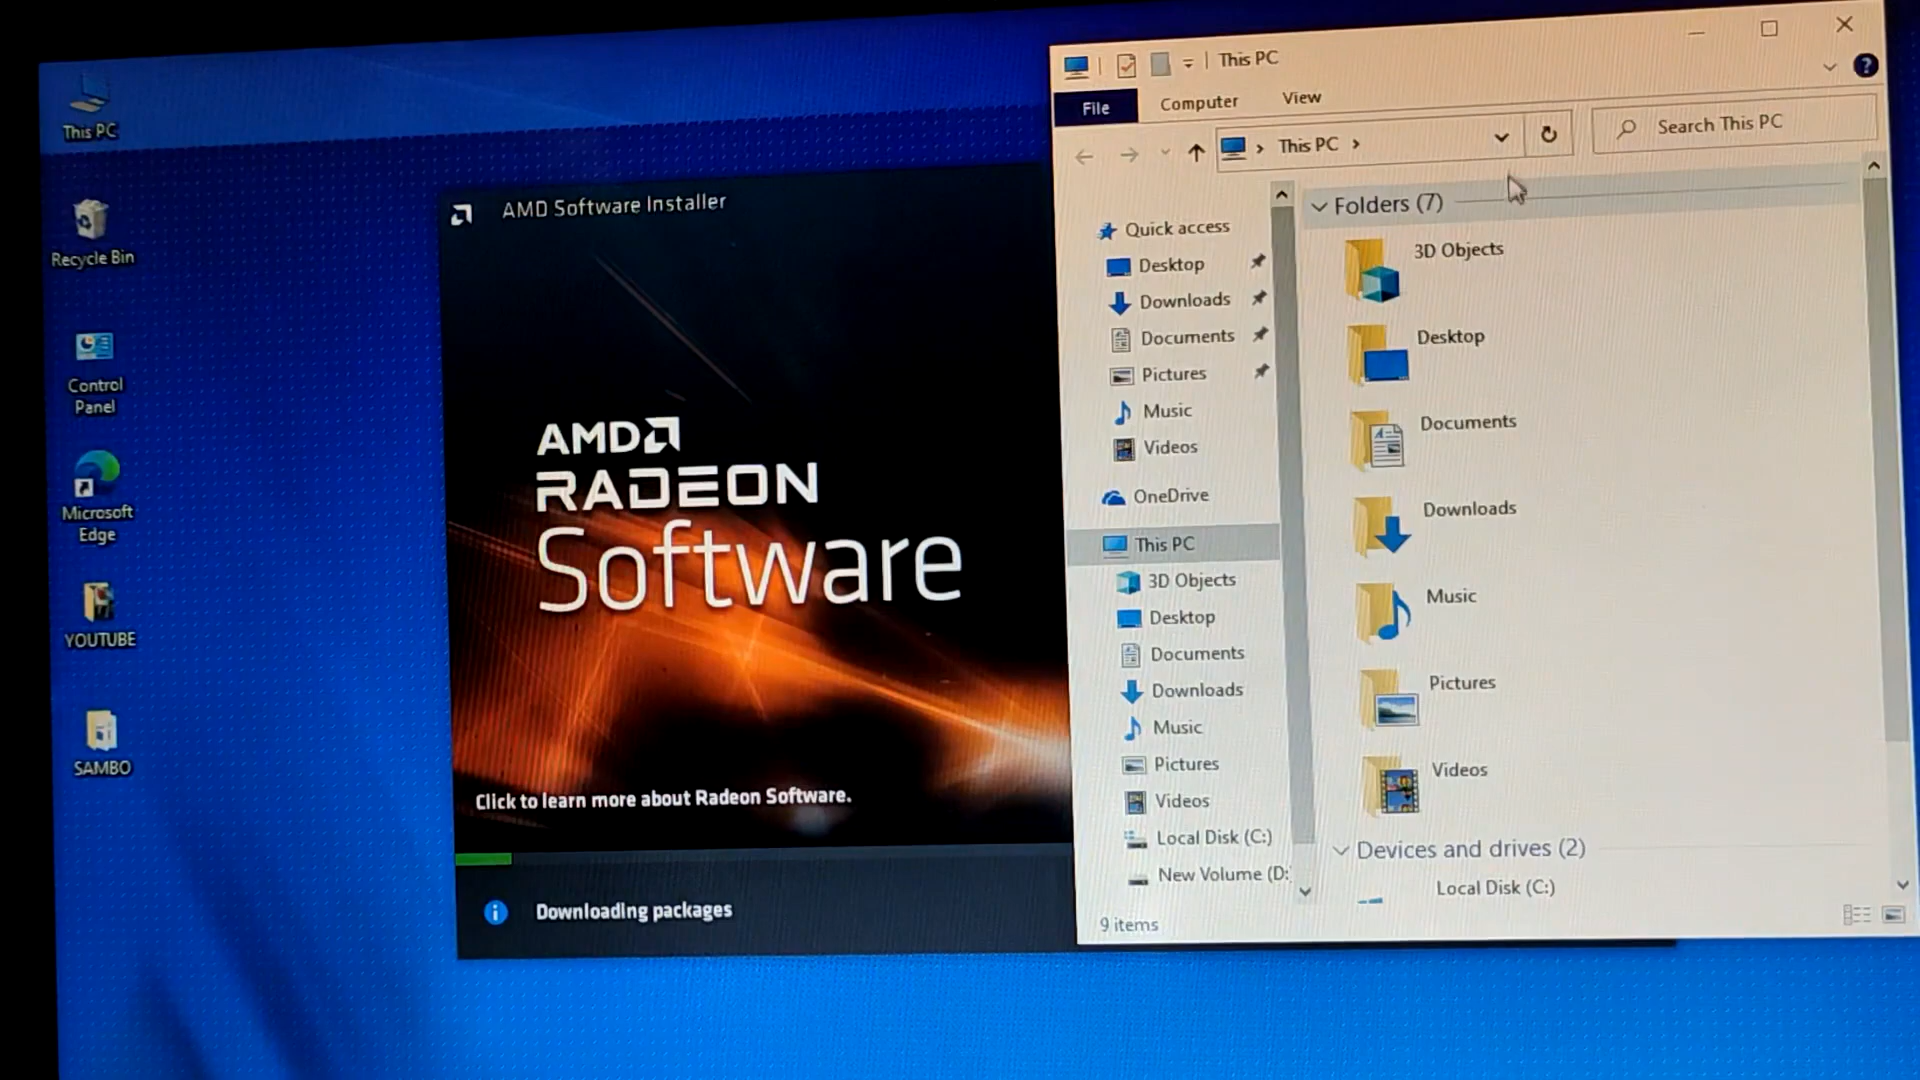 This PC
Recycle Bin
Control
Panel
Microsoft
Edge
YOUTUBE
SAMBO
AMD Software Installer
AMD
RADEON
Software
Click to learn more about Radeon Software.
Downloading packages
This PC
File
Computer
View
This PC
Search This PC
Quick access
Desktop
Downloads
Documents
Pictures
Music
Videos
OneDrive
This PC
3D Objects
Desktop
Documents
Downloads
Music
Pictures
Videos
Local Disk (C:)
New Volume (D:
9 items
Folders (7)
3D Objects
Desktop
Documents
Downloads
Music
Pictures
Videos
Devices and drives (2)
Local Disk (C:)